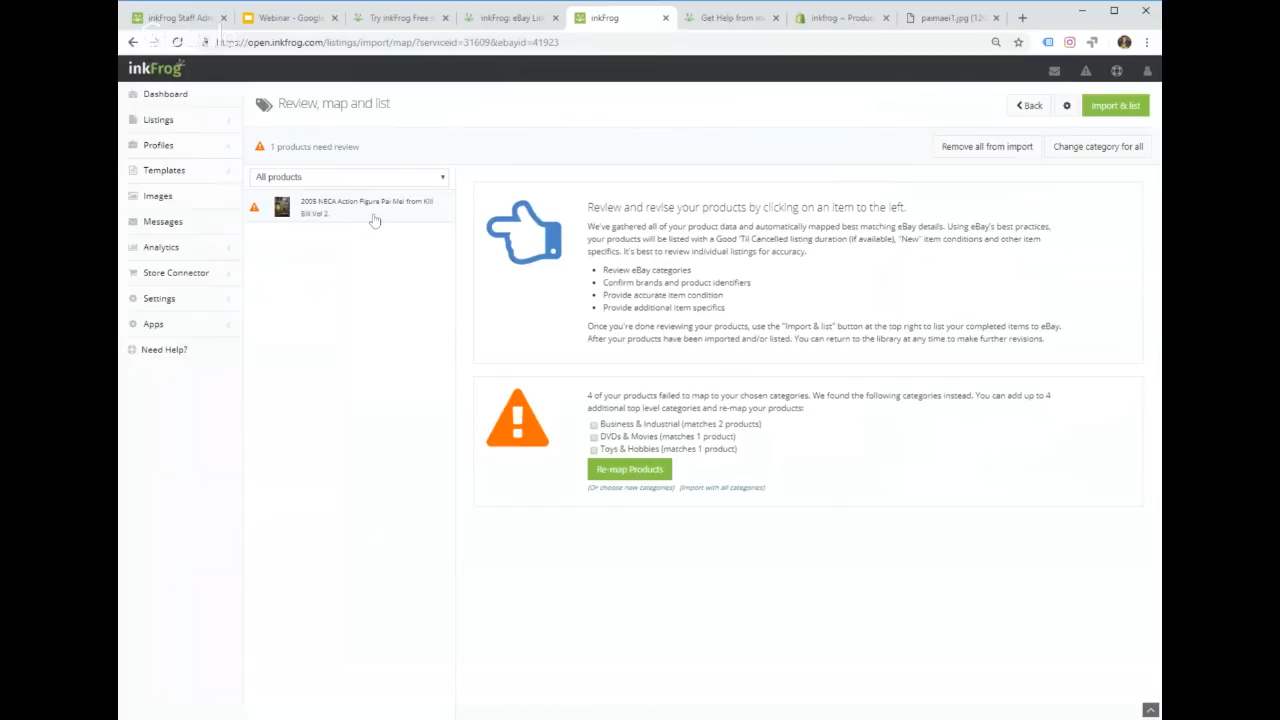 inkFrog Staff Adm
Webinar - Google
Try inkFrog Free
inkFrog: eBay Lis
inkFrog
Get Help from in
inkfrog ~ Produc
paimaei1.jpg (12
https://open.inkfrog.com/listings/import/map/?serviceid=31609&ebayid=41923
inkFrog
Dashboard
Listings
Profiles
Templates
Images
Messages
Analytics
Store Connector
Settings
Apps
Need Help?
Review, map and list
Back
Import & list
1 products need review
Remove all from import
Change category for all
All products
2005 NECA Action Figure Pai Mei from Kill
Bill Vol 2.
Review and revise your products by clicking on an item to the left.
We've gathered all of your product data and automatically mapped best matching eBay details. Using eBay's best practices,
your products will be listed with a Good 'Til Cancelled listing duration (if available), "New" item conditions and other item
specifics. It's best to review individual listings for accuracy.
• Review eBay categories
• Confirm brands and product identifiers
• Provide accurate item condition
• Provide additional item specifics
Once you're done reviewing your products, use the "Import & list" button at the top right to list your completed items to eBay.
After your products have been imported and/or listed. You can return to the library at any time to make further revisions.
4 of your products failed to map to your chosen categories. We found the following categories instead. You can add up to 4
additional top level categories and re-map your products:
Business & Industrial (matches 2 products)
DVDs & Movies (matches 1 product)
Toys & Hobbies (matches 1 product)
Re-map Products
(Or choose new categories) (Import with all categories)